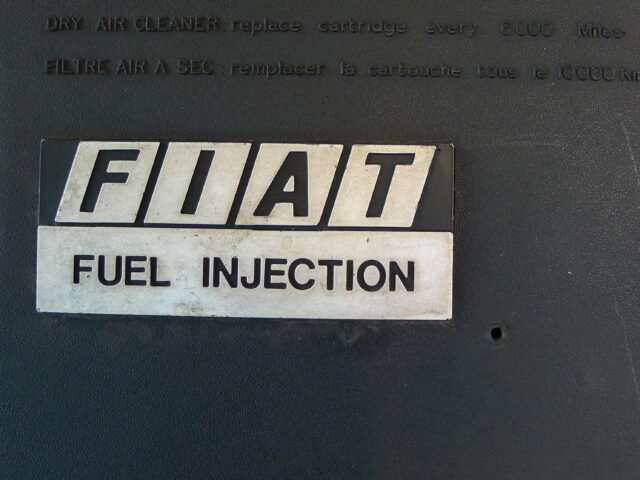 DRY AIR CLEANER: replace cartridge every 6000 Miles
FILTRE AIR A SEC: remplacer la cartouche tous le 10000 Km
FIAT
FUEL INJECTION